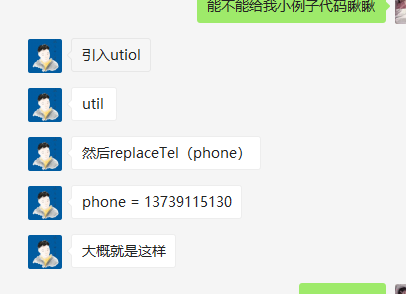 能不能给我小例子代码瞅瞅
引入utiol
util
然后replaceTel（phone）
phone = 13739115130
大概就是这样